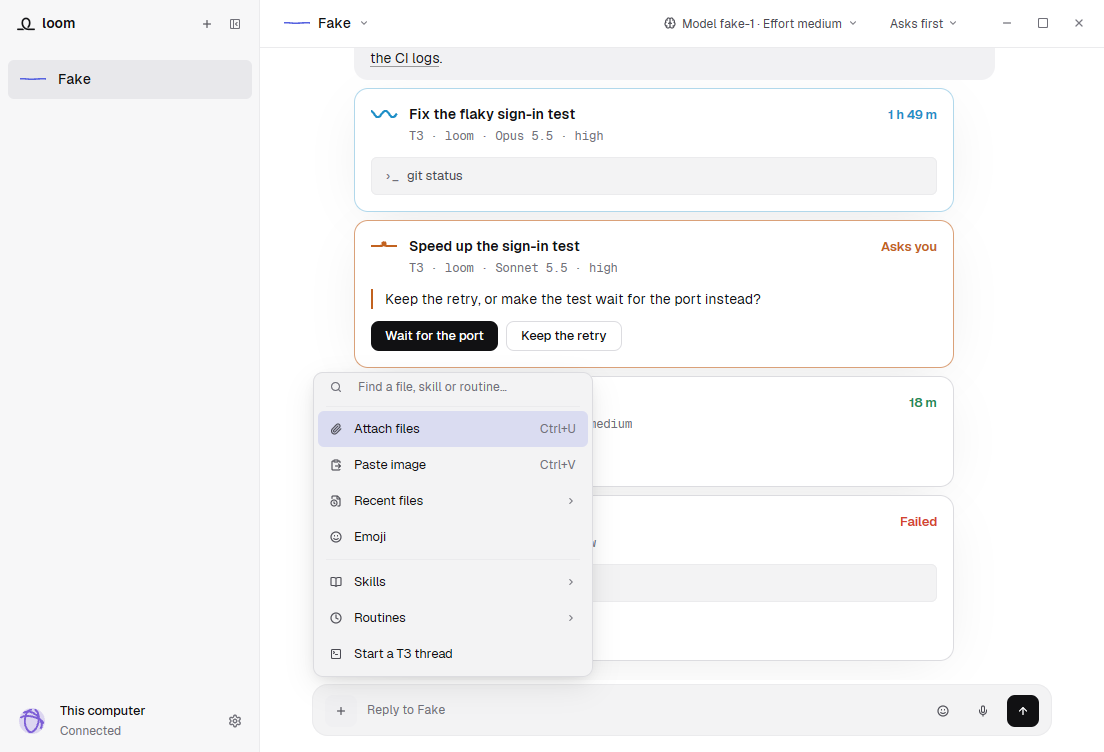 loom
Fake
This computer
Connected
Fake
Model fake-1 · Effort medium
Asks first
the CI logs.
Fix the flaky sign-in test
1 h 49 m
T3 · loom · Opus 5.5 · high
›_ git status
Speed up the sign-in test
Asks you
T3 · loom · Sonnet 5.5 · high
Keep the retry, or make the test wait for the port instead?
Wait for the port
Keep the retry
18 m
medium
Failed
Find a file, skill or routine...
Attach files Ctrl+U
Paste image Ctrl+V
Recent files
Emoji
Skills
Routines
Start a T3 thread
Reply to Fake